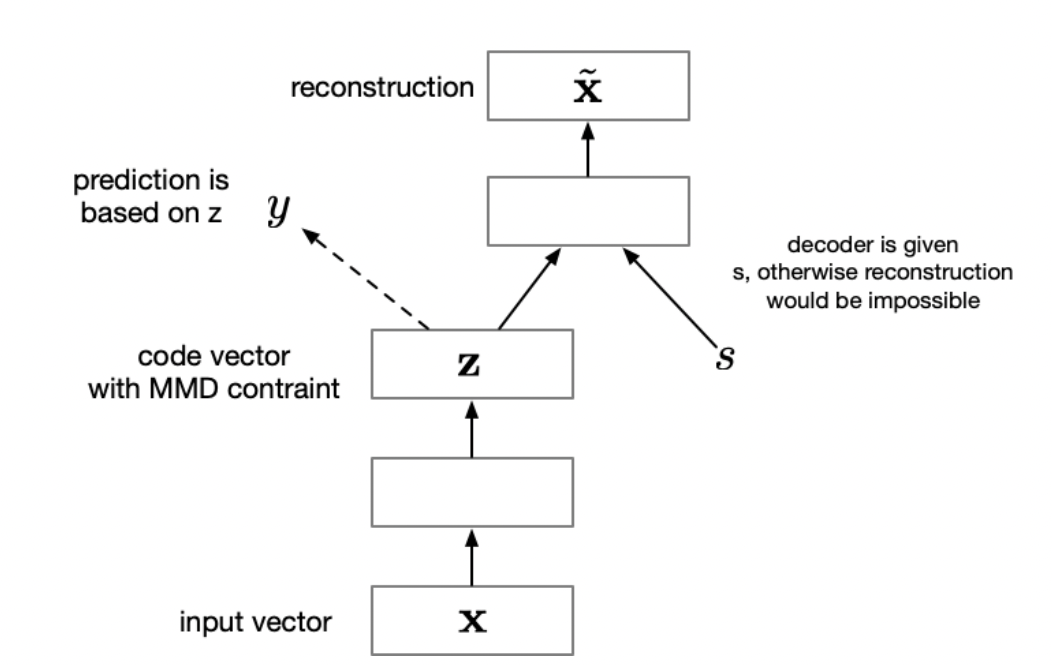 reconstruction
x̃
prediction is
based on z
y
decoder is given
s, otherwise reconstruction
would be impossible
s
code vector
with MMD contraint
z
input vector
x